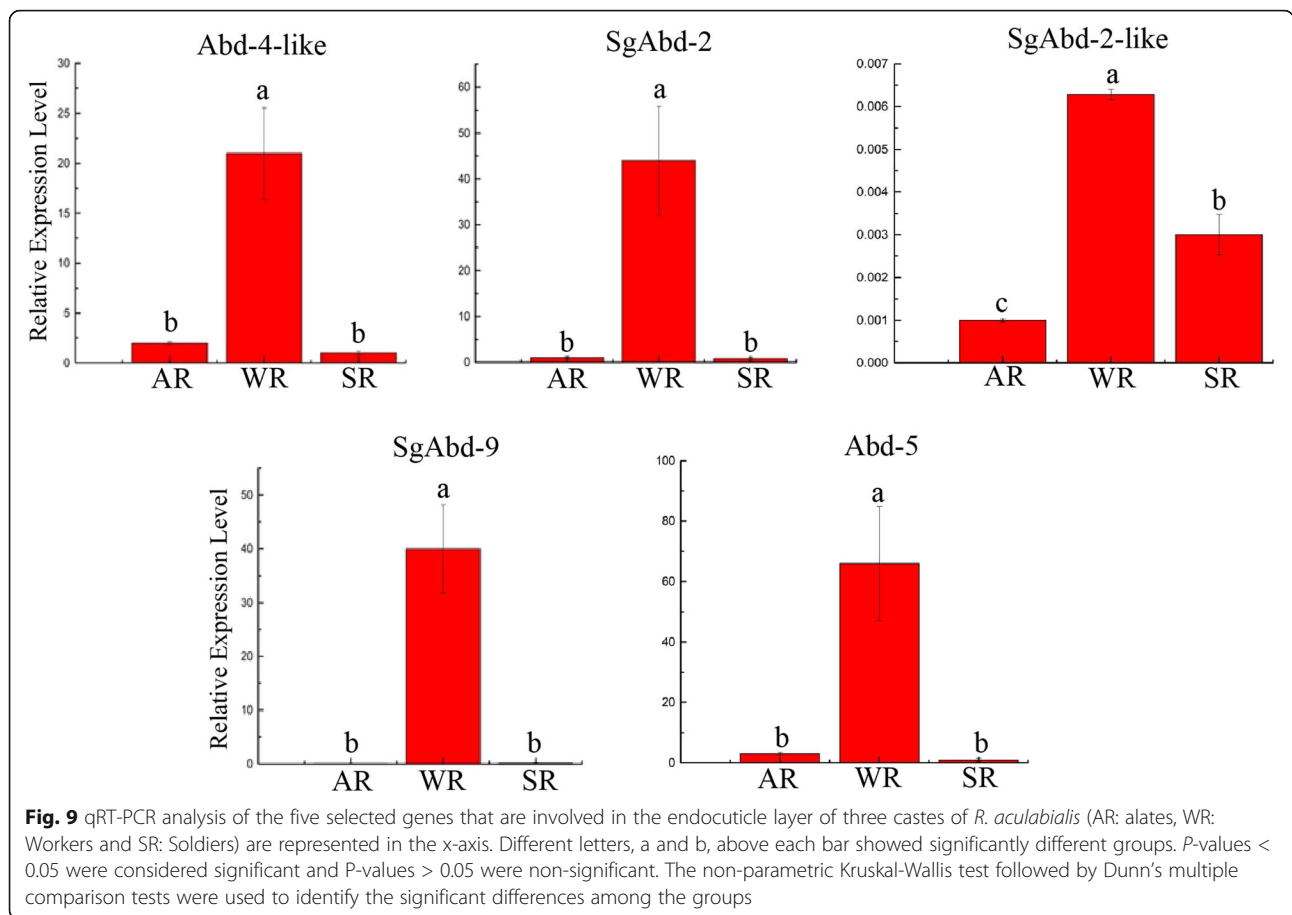 Abd-4-like
SgAbd-2
SgAbd-2-like
Relative Expression Level
30
25
20
15
10
5
0
b
a
b
AR WR SR
60
50
40
30
20
10
0
b
a
b
AR WR SR
0.007
0.006
0.005
0.004
0.003
0.002
0.001
0.000
c
a
b
AR WR SR
SgAbd-9
Abd-5
Relative Expression Level
50
40
30
20
10
0
b
a
b
AR WR SR
100
80
60
40
20
0
b
a
b
AR WR SR
Fig. 9 qRT-PCR analysis of the five selected genes that are involved in the endocuticle layer of three castes of R. aculabialis (AR: alates, WR:
Workers and SR: Soldiers) are represented in the x-axis. Different letters, a and b, above each bar showed significantly different groups. P-values <
0.05 were considered significant and P-values > 0.05 were non-significant. The non-parametric Kruskal-Wallis test followed by Dunn's multiple
comparison tests were used to identify the significant differences among the groups